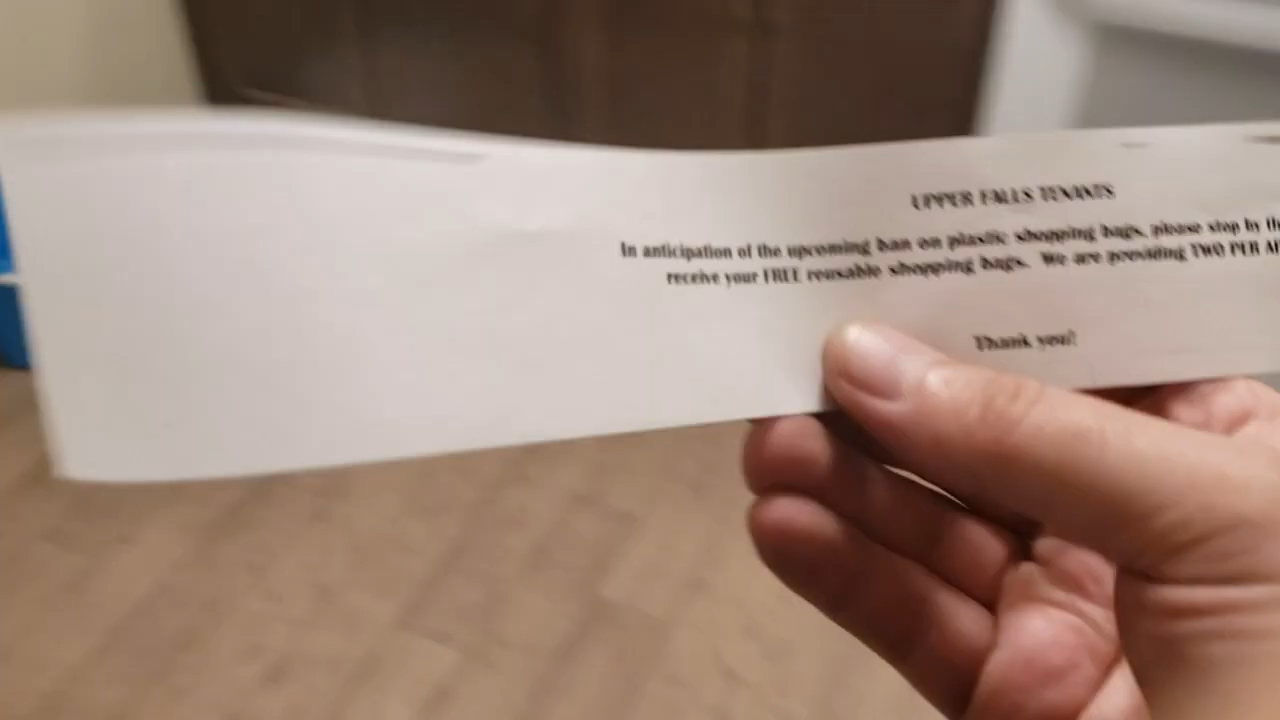 UPPER FALLS TENANTS
In anticipation of the upcoming ban on plastic shopping bags, please stop by
receive your FREE reusable shopping bags. We are providing TWO PER
Thank you!